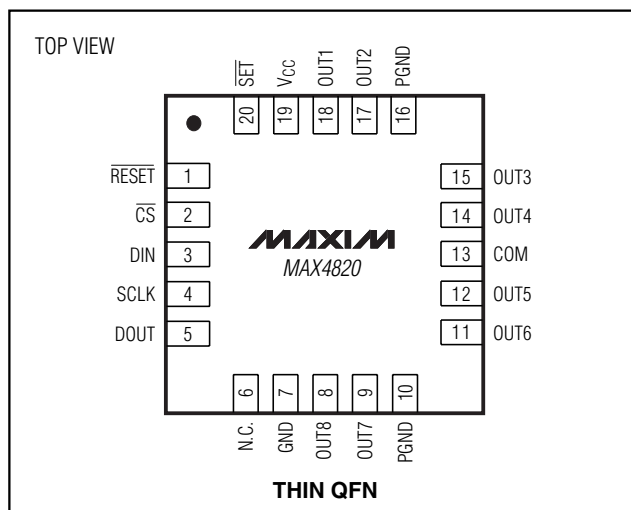 TOP VIEW
SET
VCC
OUT1
OUT2
PGND
20
19
18
17
16
RESET 1
CS 2
DIN 3
SCLK 4
DOUT 5
MAXIM
MAX4820
15 OUT3
14 OUT4
13 COM
12 OUT5
11 OUT6
6
7
8
9
10
N.C.
GND
OUT8
OUT7
PGND
THIN QFN